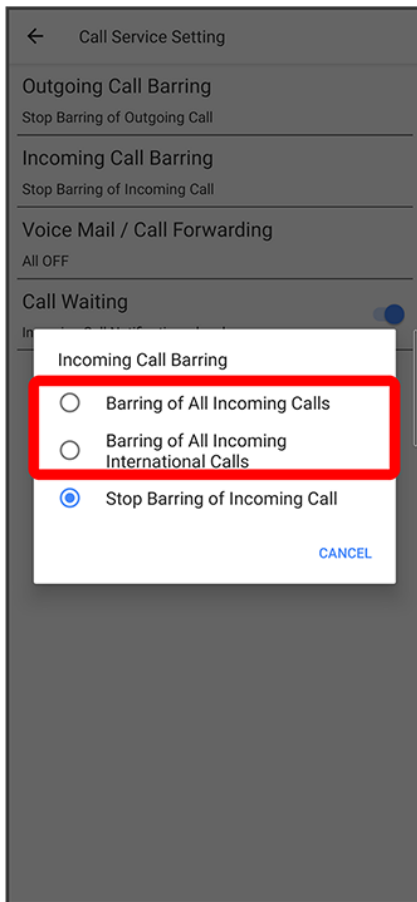 Call Service Setting
Outgoing Call Barring
Stop Barring of Outgoing Call
Incoming Call Barring
Stop Barring of Incoming Call
Voice Mail / Call Forwarding
All OFF
Call Waiting
Incoming Call Barring
Barring of All Incoming Calls
Barring of All Incoming
International Calls
Stop Barring of Incoming Call
CANCEL